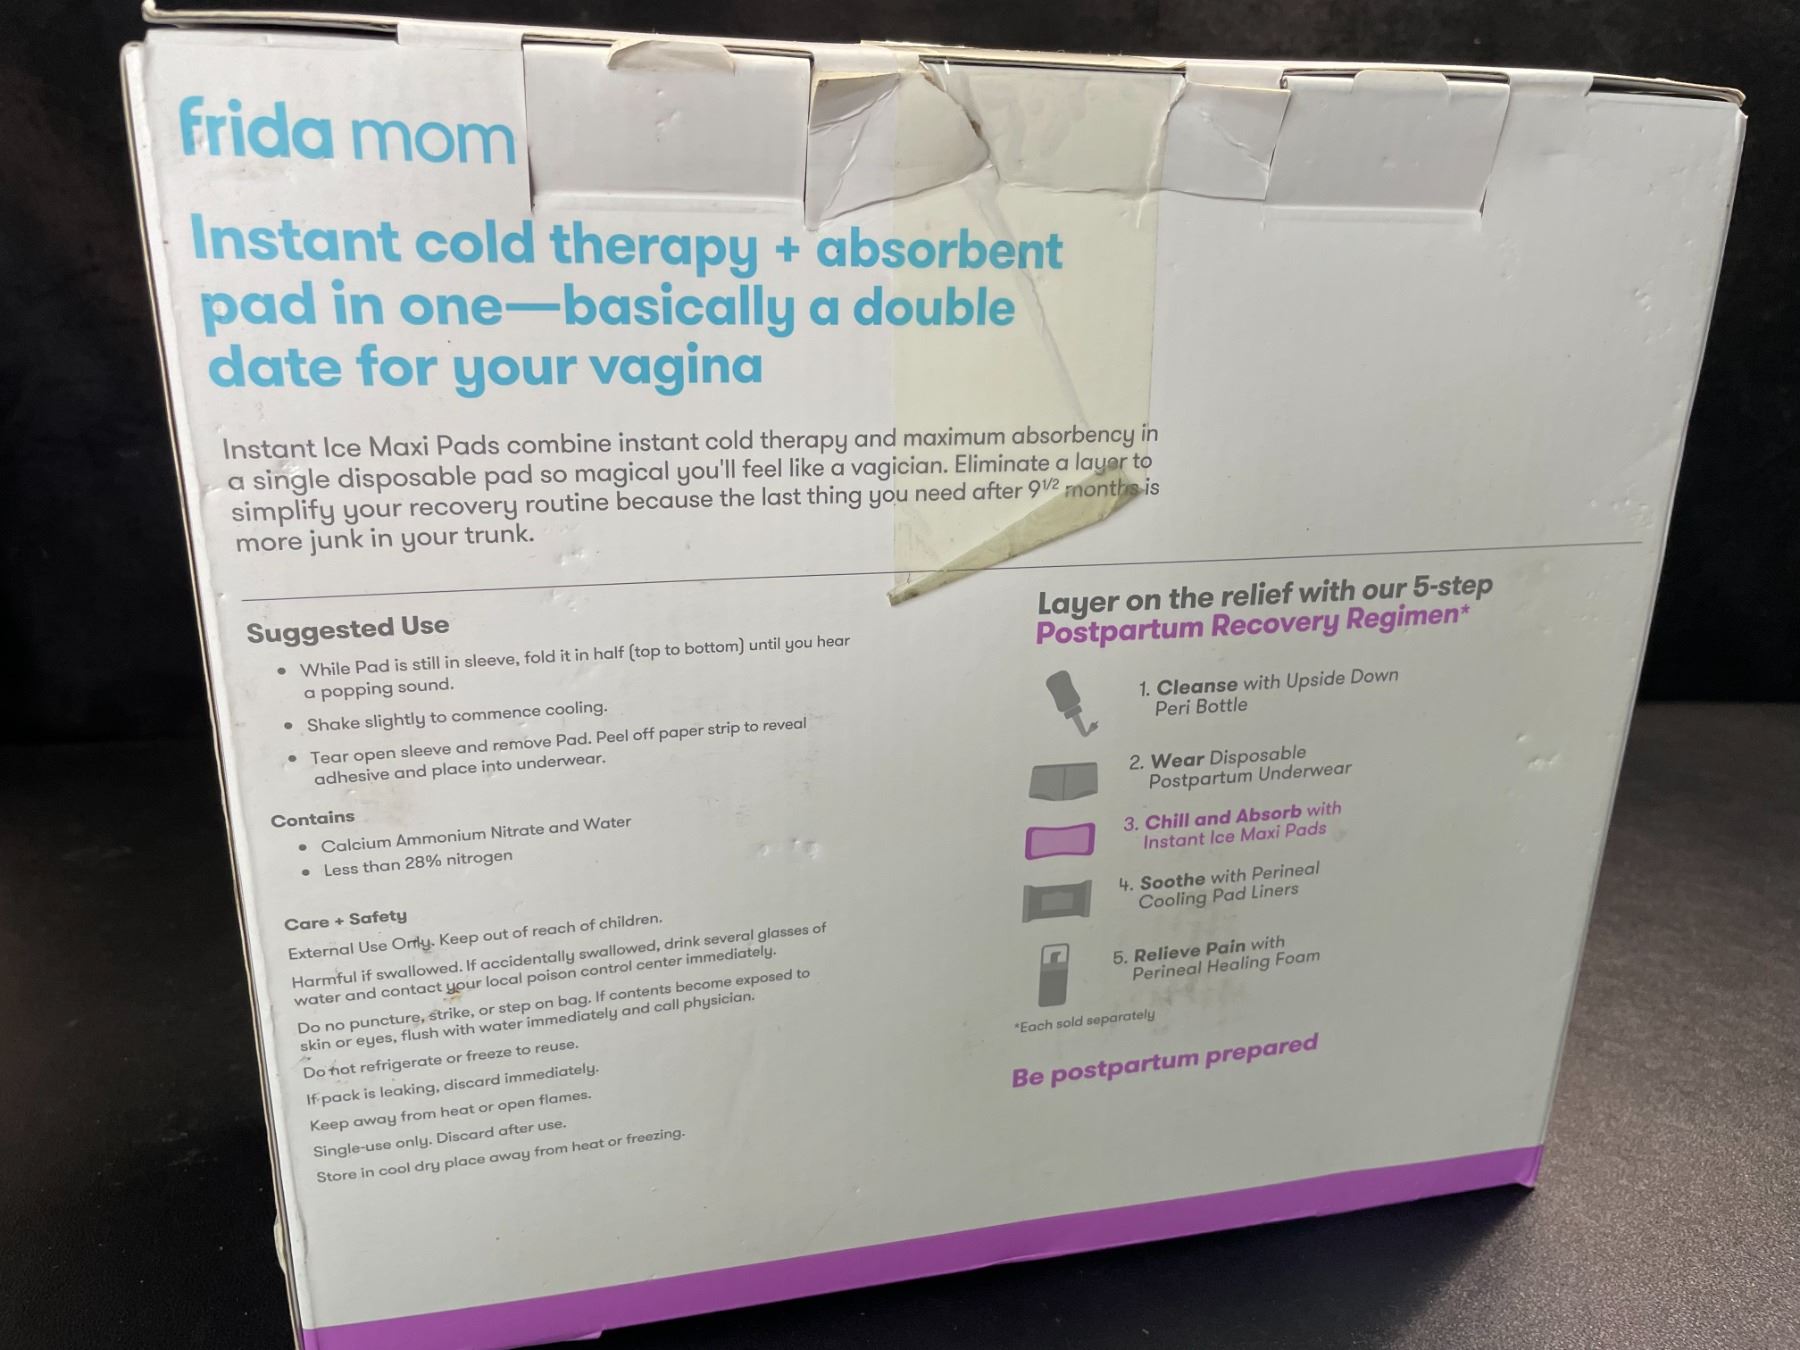 frida mom
Instant cold therapy + absorbent
pad in one—basically a double
date for your vagina
Instant Ice Maxi Pads combine instant cold therapy and maximum absorbency in
a single disposable pad so magical you'll feel like a vagician. Eliminate a layer to
simplify your recovery routine because the last thing you need after 9 1/2 months is
more junk in your trunk.
Suggested Use
• While Pad is still in sleeve, fold it in half (top to bottom) until you hear
a popping sound.
• Shake slightly to commence cooling.
• Tear open sleeve and remove Pad. Peel off paper strip to reveal
adhesive and place into underwear.
Contains
• Calcium Ammonium Nitrate and Water
• Less than 28% nitrogen
Care + Safety
External Use Only. Keep out of reach of children.
Harmful if swallowed. If accidentally swallowed, drink several glasses of
water and contact your local poison control center immediately.
Do no puncture, strike, or step on bag. If contents become exposed to
skin or eyes, flush with water immediately and call physician.
Do not refrigerate or freeze to reuse.
If pack is leaking, discard immediately.
Keep away from heat or open flames.
Single-use only. Discard after use.
Store in cool dry place away from heat or freezing.
Layer on the relief with our 5-step
Postpartum Recovery Regimen*
1. Cleanse with Upside Down
Peri Bottle
2. Wear Disposable
Postpartum Underwear
3. Chill and Absorb with
Instant Ice Maxi Pads
4. Soothe with Perineal
Cooling Pad Liners
5. Relieve Pain with
Perineal Healing Foam
*Each sold separately
Be postpartum prepared